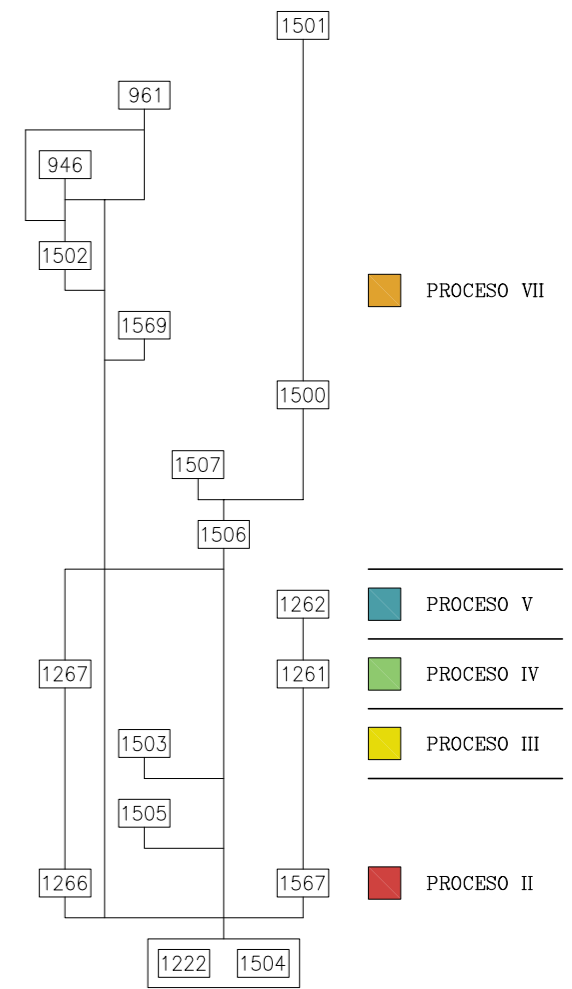 1501
961
946
1502
PROCESO VII
1569
1500
1507
1506
1262 PROCESO V
1267 1261 PROCESO IV
1503 PROCESO III
1505
1266 1567 PROCESO II
1222 1504